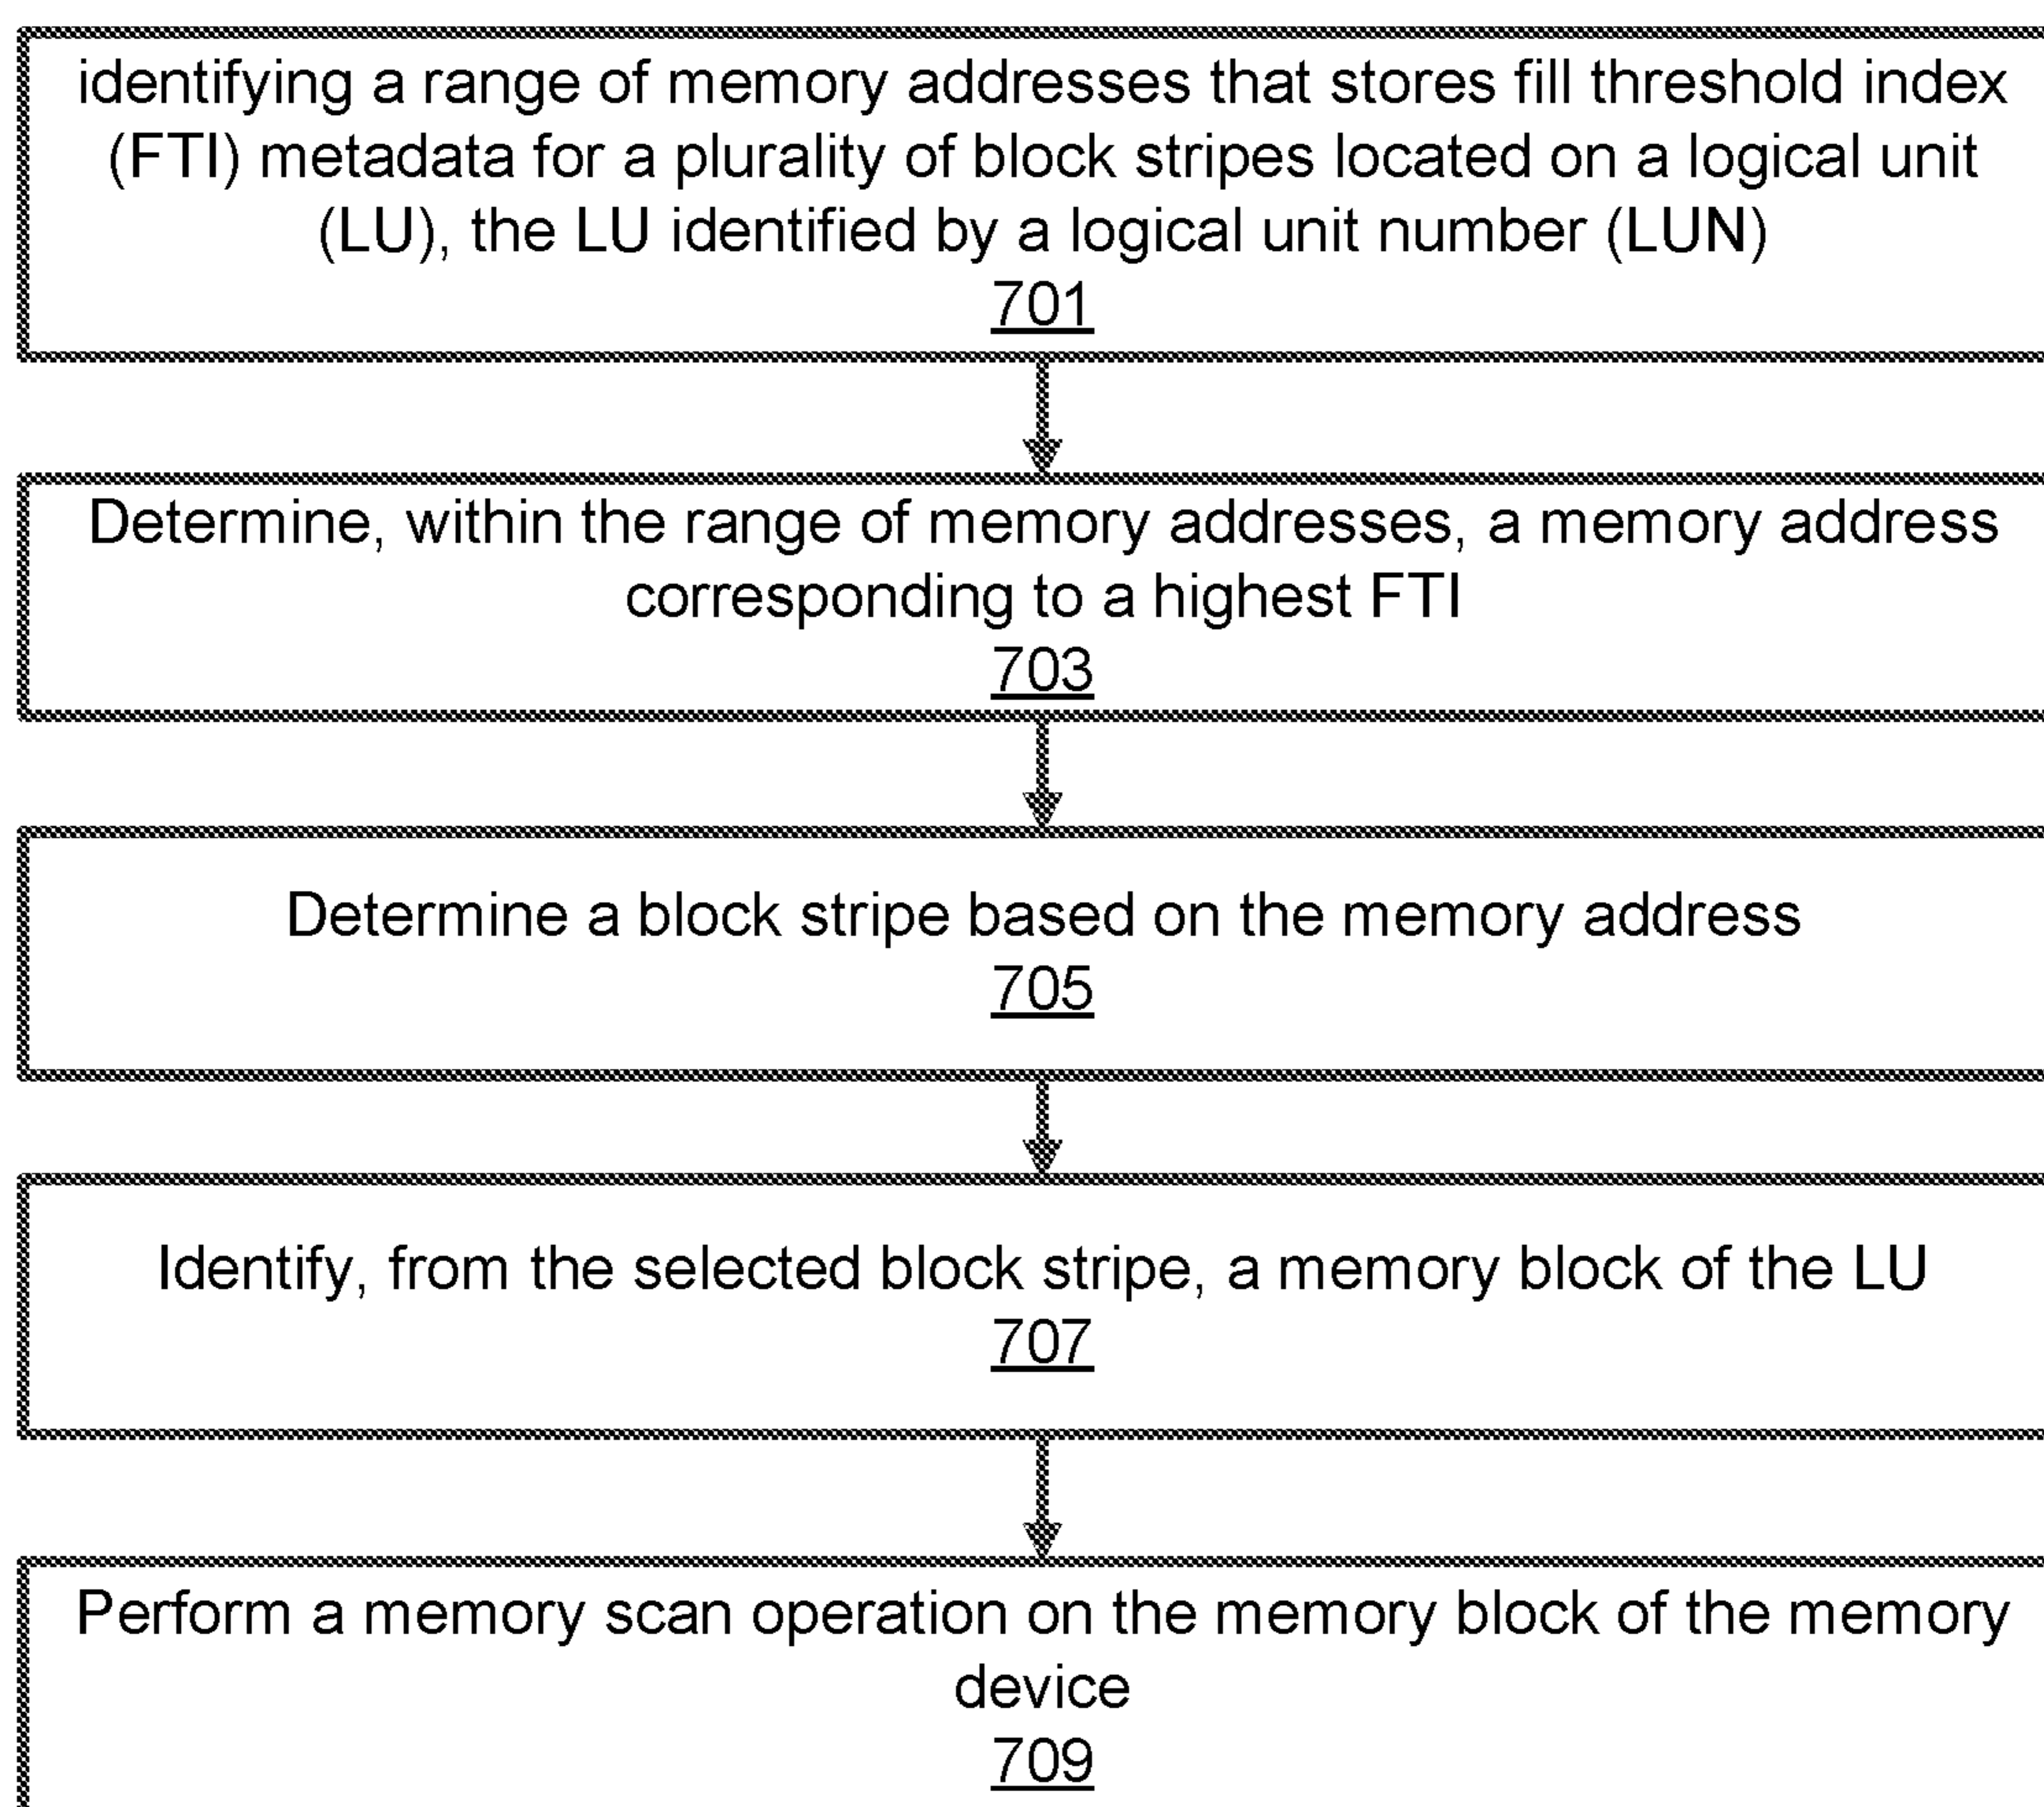 identifying a range of memory addresses that stores fill threshold index
(FTI) metadata for a plurality of block stripes located on a logical unit
(LU), the LU identified by a logical unit number (LUN)
701
Determine, within the range of memory addresses, a memory address
corresponding to a highest FTI
703
Determine a block stripe based on the memory address
705
Identify, from the selected block stripe, a memory block of the LU
707
Perform a memory scan operation on the memory block of the memory
device
709